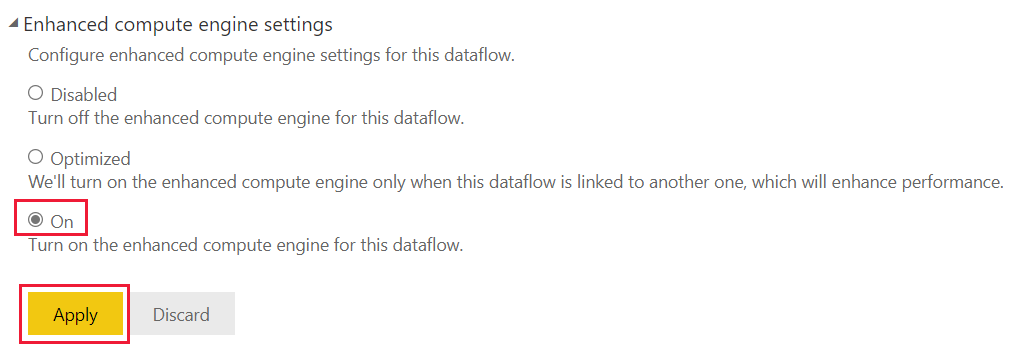 Enhanced compute engine settings
Configure enhanced compute engine settings for this dataflow.
Disabled
Turn off the enhanced compute engine for this dataflow.
Optimized
We'll turn on the enhanced compute engine only when this dataflow is linked to another one, which will enhance performance.
On
Turn on the enhanced compute engine for this dataflow.
Apply Discard